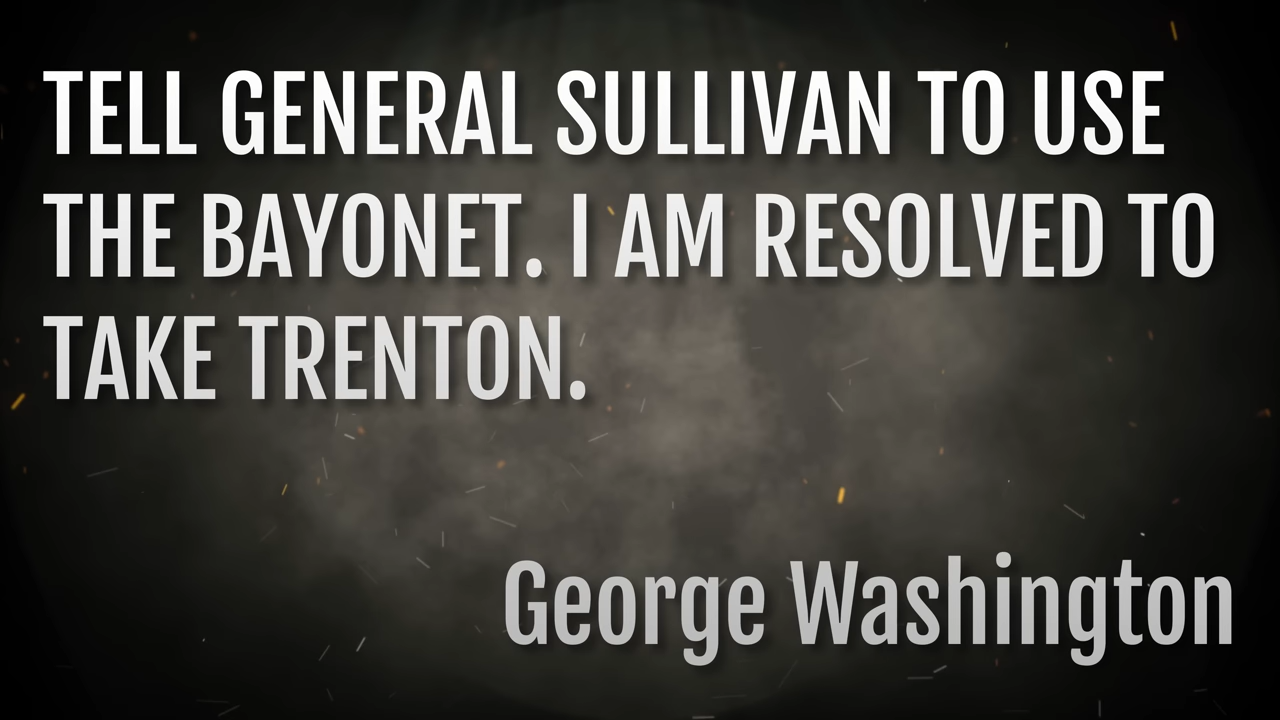 TELL GENERAL SULLIVAN TO USE
THE BAYONET. I AM RESOLVED TO
TAKE TRENTON.
George Washington